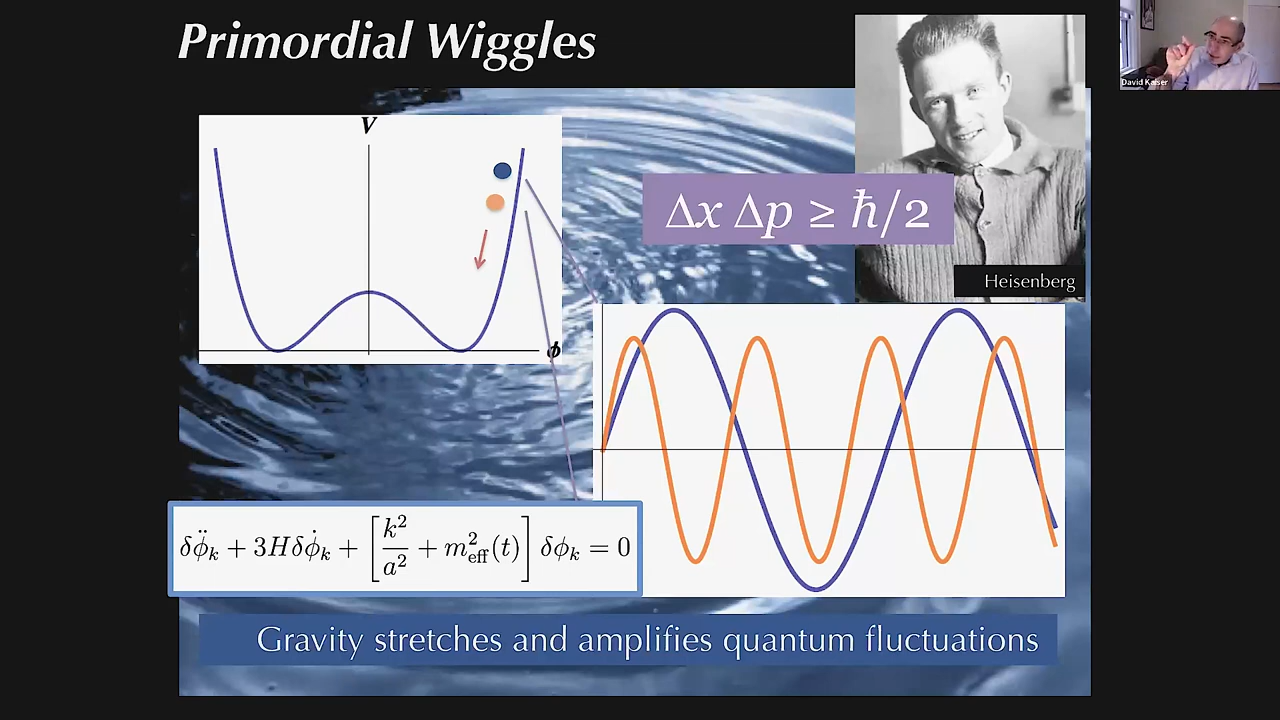 Primordial Wiggles
David Kaiser
V
Δx Δp ≥ ħ/2
Heisenberg
ϕ
δϕ̈ₖ + 3Hδϕ̇ₖ + [k²/a² + m²_eff(t)] δϕₖ = 0
Gravity stretches and amplifies quantum fluctuations